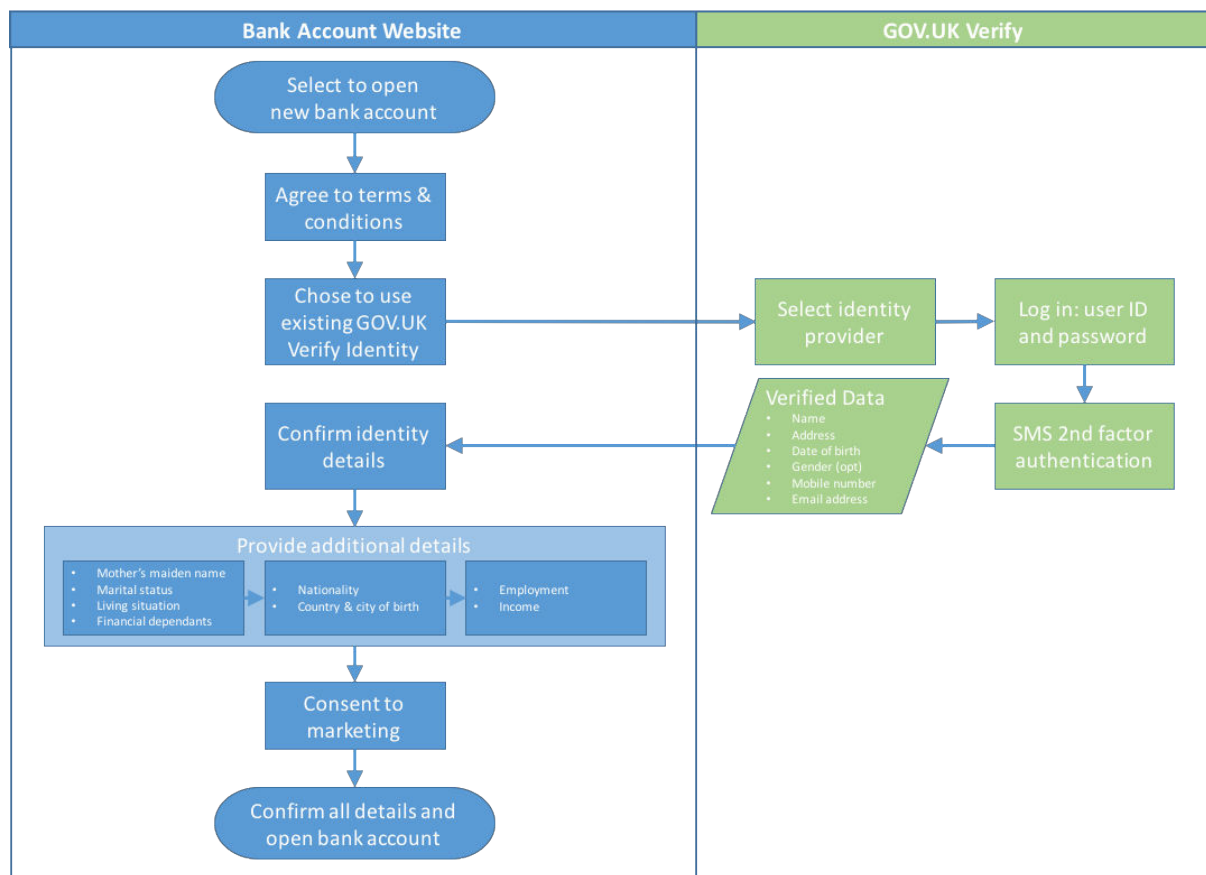 Bank Account Website
GOV.UK Verify
Select to open
new bank account
Agree to terms &
conditions
Chose to use
existing GOV.UK
Verify Identity
Select identity
provider
Log in: user ID
and password
SMS 2nd factor
authentication
Verified Data
• Name
• Address
• Date of birth
• Gender (opt)
• Mobile number
• Email address
Confirm identity
details
Provide additional details
• Mother's maiden name
• Marital status
• Living situation
• Financial dependants
• Nationality
• Country & city of birth
• Employment
• Income
Consent to
marketing
Confirm all details and
open bank account